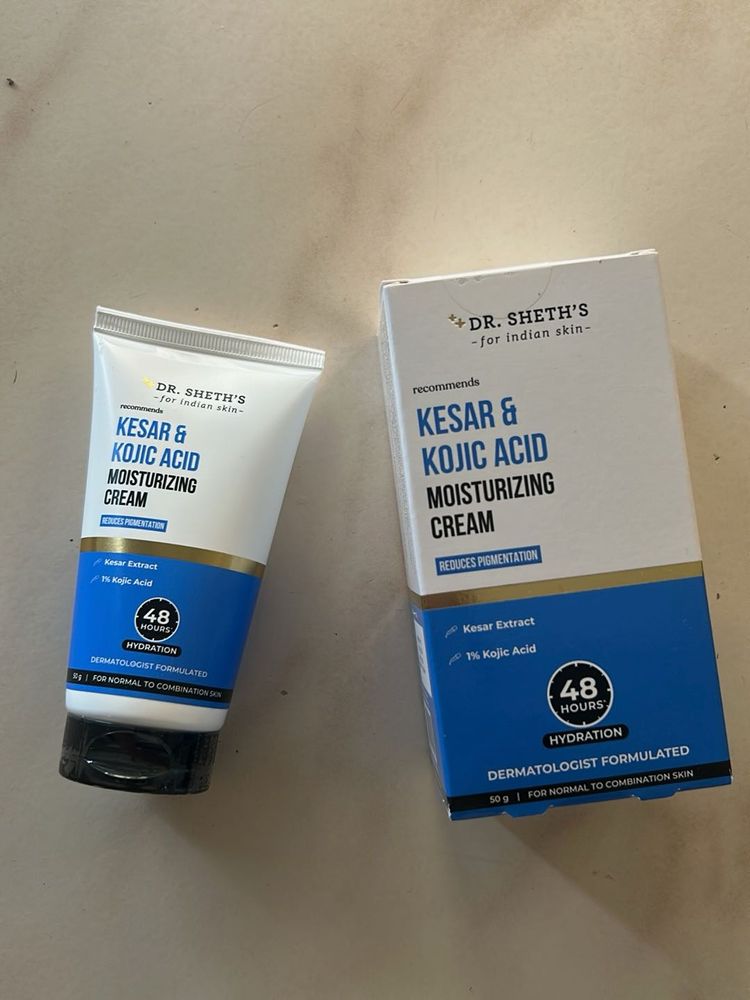 DR. SHETH'S
-for indian skin-
recommends
KESAR &
KOJIC ACID
MOISTURIZING
CREAM
REDUCES PIGMENTATION
Kesar Extract
1% Kojic Acid
48
HOURS*
HYDRATION
DERMATOLOGIST FORMULATED
50 g | FOR NORMAL TO COMBINATION SKIN
DR. SHETH'S
-for indian skin-
recommends
KESAR &
KOJIC ACID
MOISTURIZING
CREAM
REDUCES PIGMENTATION
Kesar Extract
1% Kojic Acid
48
HOURS*
HYDRATION
DERMATOLOGIST FORMULATED
50 g | FOR NORMAL TO COMBINATION SKIN